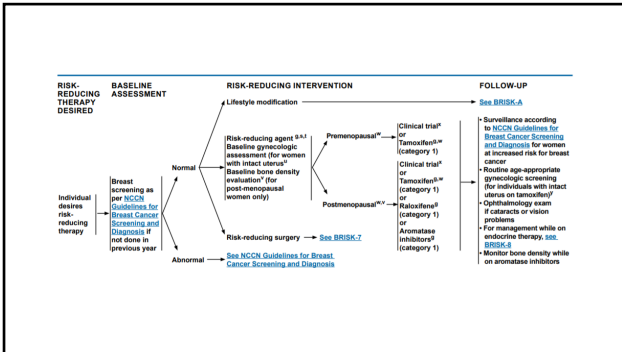 RISK-REDUCING THERAPY DESIRED
BASELINE ASSESSMENT
RISK-REDUCING INTERVENTION
FOLLOW-UP
Individual
desires
risk-
reducing
therapy
Breast
screening as
per NCCN
Guidelines for
Breast Cancer
Screening and
Diagnosis if
not done in
previous year
Normal
Abnormal
Lifestyle modification
See BRISK-A
Risk-reducing agent g,s,t
Baseline gynecologic
assessment (for women
with intact uterus u
Baseline bone density
evaluation v (for
post-menopausal
women only)
Premenopausal w
Clinical trial x
or
Tamoxifen g,w
(category 1)
Postmenopausal w,v
Clinical trial x
or
Tamoxifen g,w
(category 1)
or
Raloxifene g
(category 1)
or
Aromatase
inhibitors g
(category 1)
Risk-reducing surgery
See BRISK-7
See NCCN Guidelines for Breast
Cancer Screening and Diagnosis
• Surveillance according
to NCCN Guidelines for
Breast Cancer Screening
and Diagnosis for women
at increased risk for breast
cancer
• Routine age-appropriate
gynecologic screening
(for individuals with intact
uterus on tamoxifen) y
• Ophthalmology exam
if cataracts or vision
problems
• For management while on
endocrine therapy, see
BRISK-8
• Monitor bone density while
on aromatase inhibitors